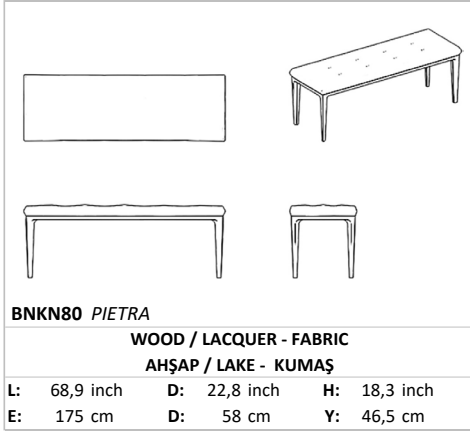 BNKN80 PIETRA
WOOD / LACQUER - FABRIC
AHŞAP / LAKE - KUMAŞ
L: 68,9 inch D: 22,8 inch H: 18,3 inch
E: 175 cm D: 58 cm Y: 46,5 cm